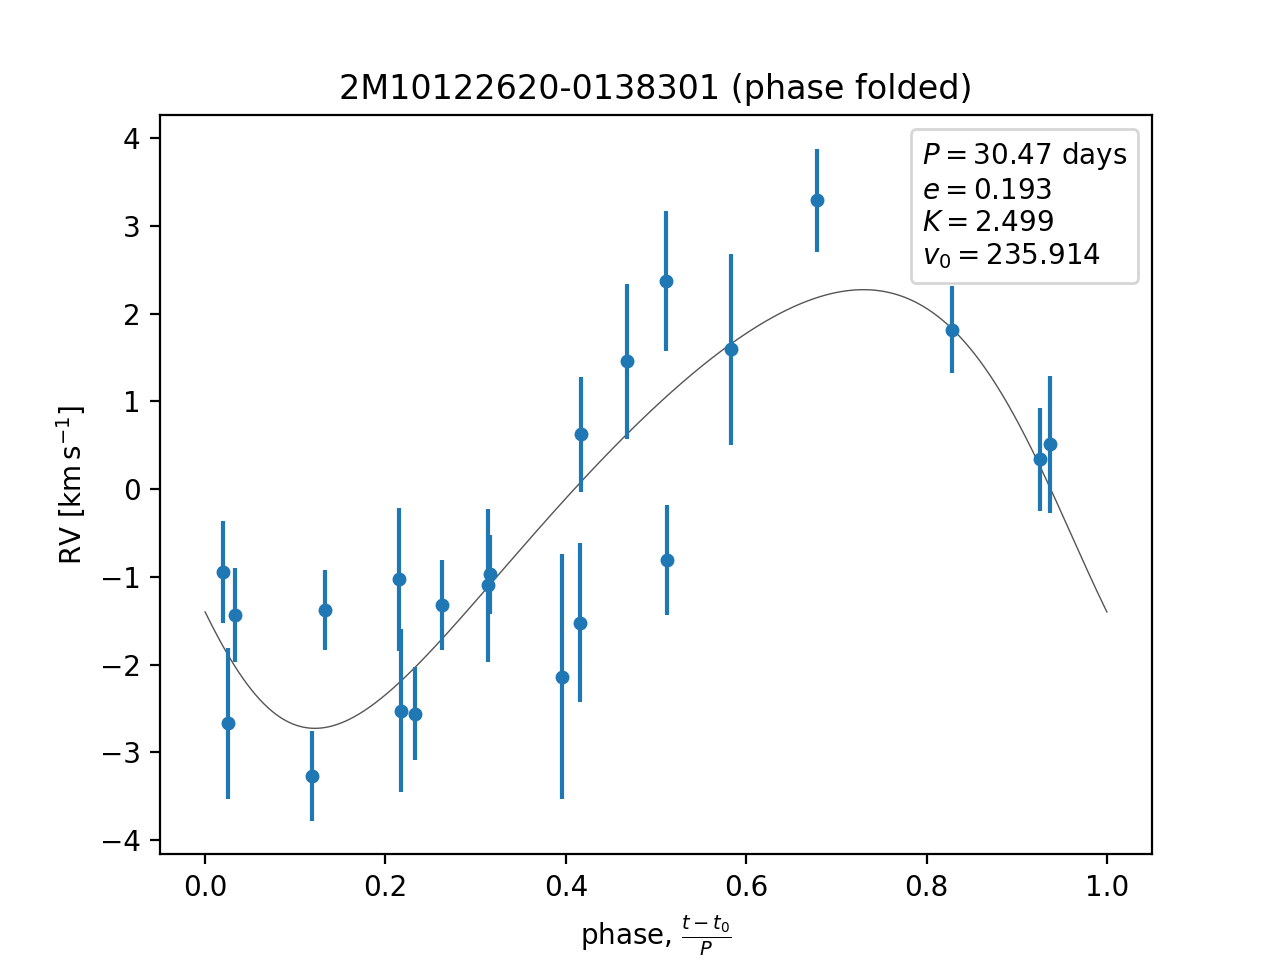 2M10122620-0138301 (phase folded)
P = 30.47 days
e = 0.193
K = 2.499
v₀ = 235.914
4
3
2
1
0
−1
−2
−3
−4
RV [km s⁻¹]
0.0 0.2 0.4 0.6 0.8 1.0
phase, (t − t₀)/P